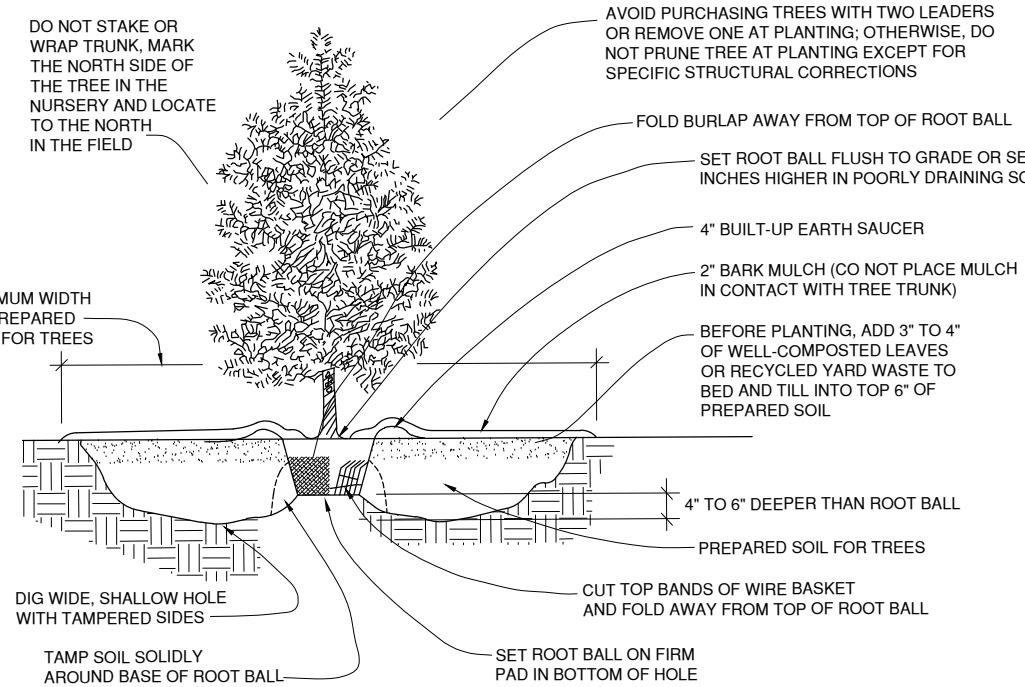 DO NOT STAKE OR
WRAP TRUNK, MARK
THE NORTH SIDE OF
THE TREE IN THE
NURSERY AND LOCATE
TO THE NORTH
IN THE FIELD
AVOID PURCHASING TREES WITH TWO LEADERS
OR REMOVE ONE AT PLANTING; OTHERWISE, DO
NOT PRUNE TREE AT PLANTING EXCEPT FOR
SPECIFIC STRUCTURAL CORRECTIONS
FOLD BURLAP AWAY FROM TOP OF ROOT BALL
SET ROOT BALL FLUSH TO GRADE OR
INCHES HIGHER IN POORLY DRAINING
4" BUILT-UP EARTH SAUCER
2" BARK MULCH (CO NOT PLACE MULCH
IN CONTACT WITH TREE TRUNK)
WIDTH
FOR TREES
BEFORE PLANTING, ADD 3" TO 4"
OF WELL-COMPOSTED LEAVES
OR RECYCLED YARD WASTE TO
BED AND TILL INTO TOP 6" OF
PREPARED SOIL
4" TO 6" DEEPER THAN ROOT BALL
PREPARED SOIL FOR TREES
CUT TOP BANDS OF WIRE BASKET
AND FOLD AWAY FROM TOP OF ROOT BALL
DIG WIDE, SHALLOW HOLE
WITH TAMPERED SIDES
TAMP SOIL SOLIDLY
AROUND BASE OF ROOT BALL
SET ROOT BALL ON FIRM
PAD IN BOTTOM OF HOLE